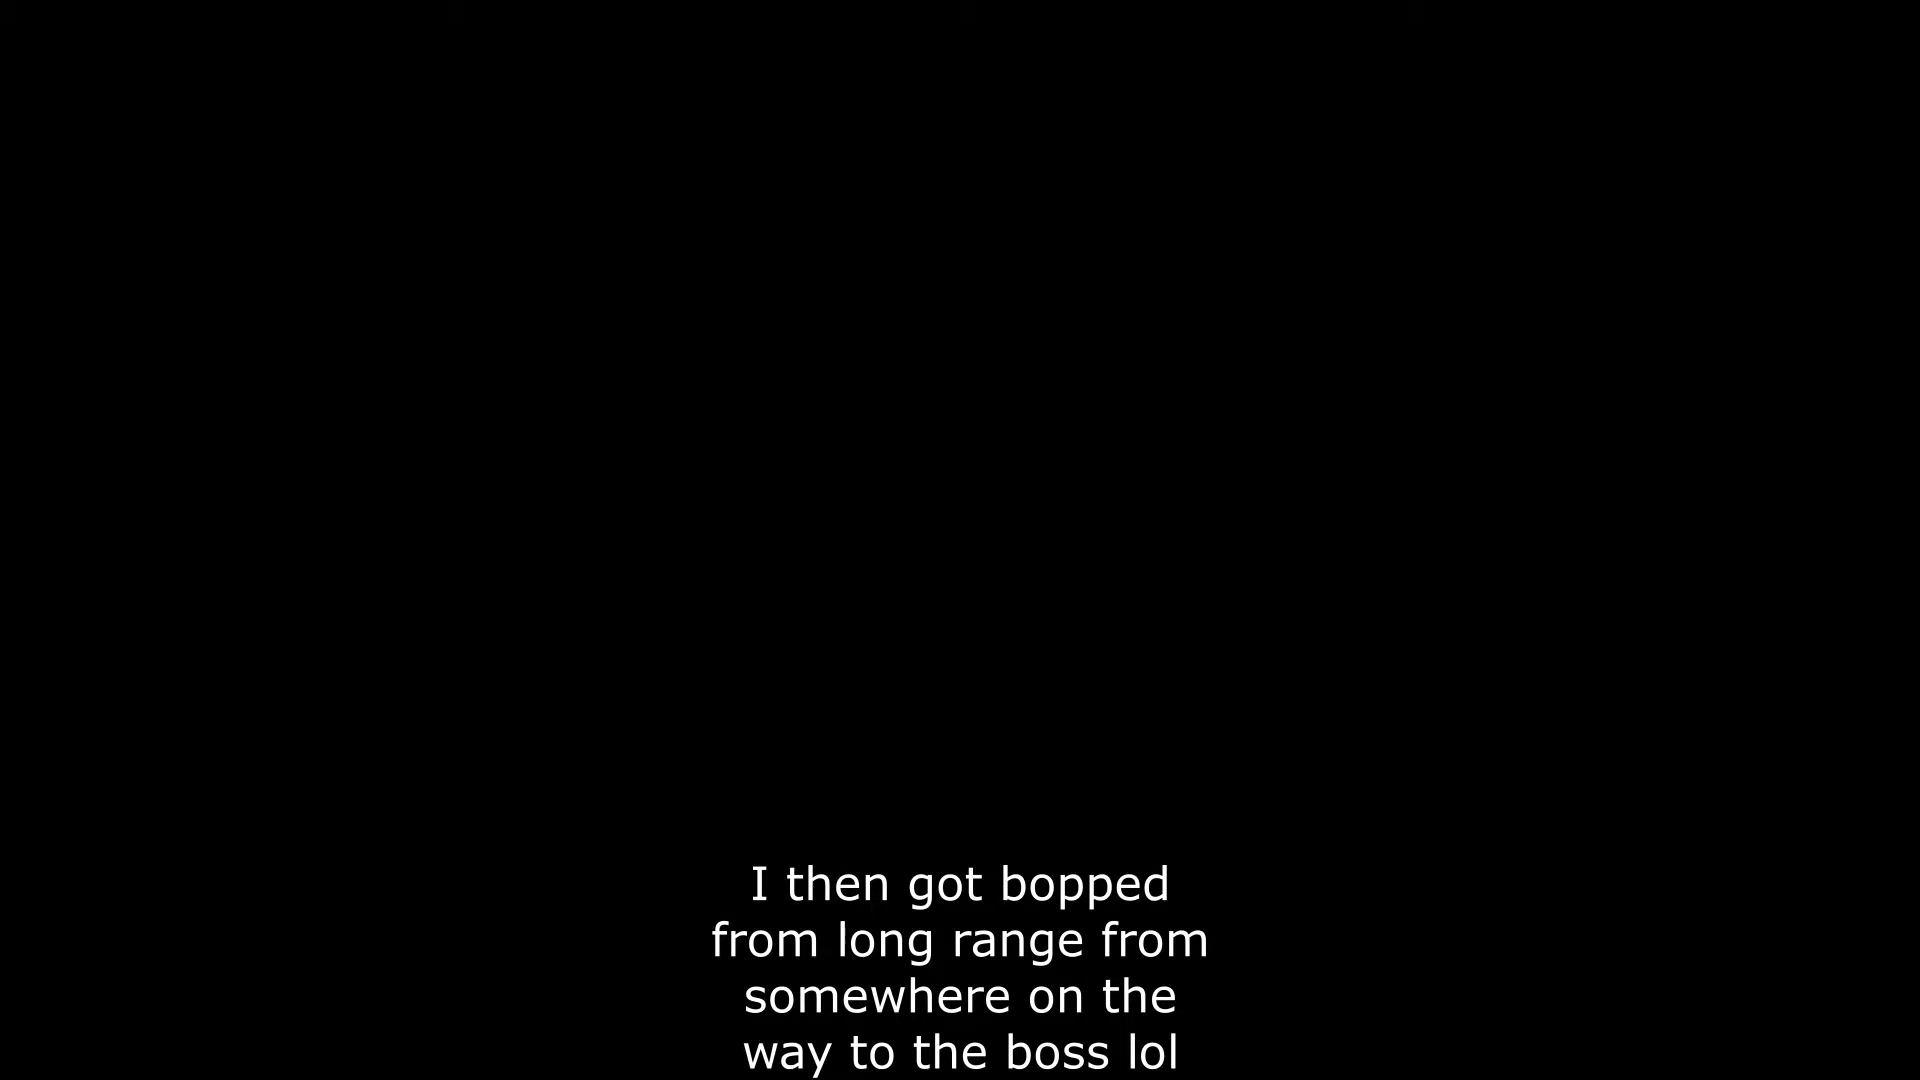 I then got bopped
from long range from
somewhere on the
way to the boss lol